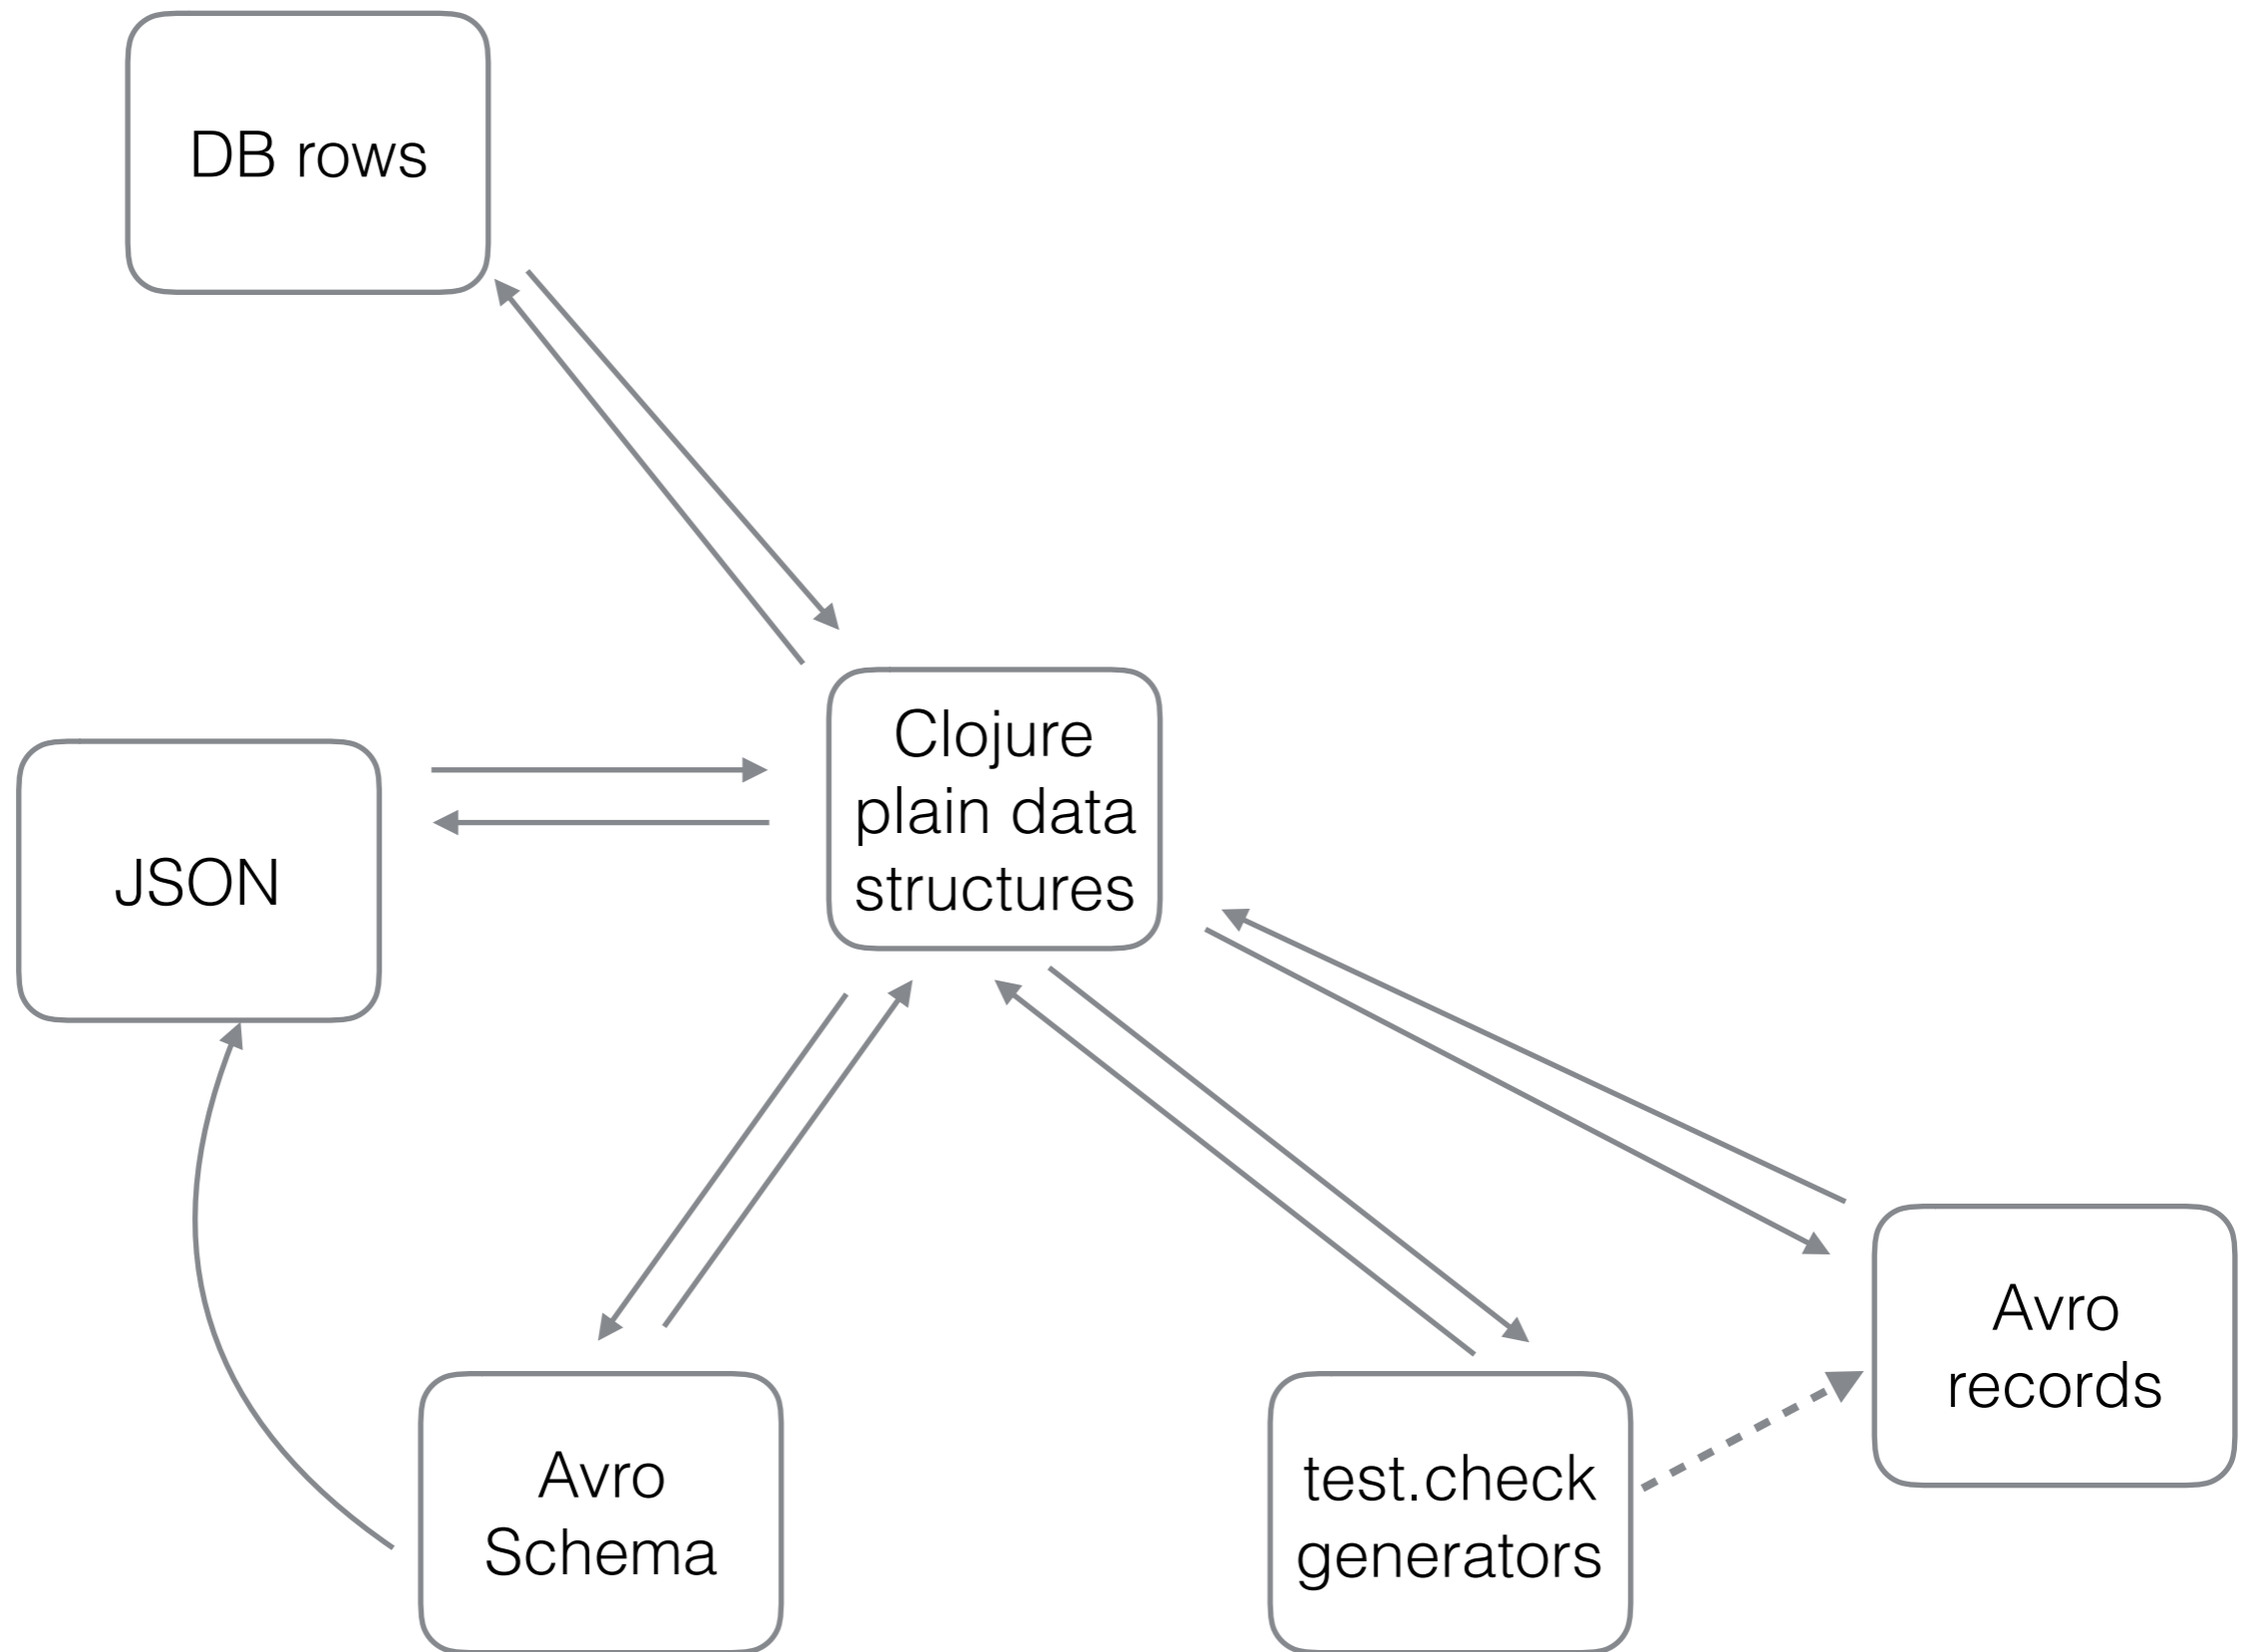 DB rows
Clojure
plain data
structures
JSON
Avro
records
Avro
Schema
test.check
generators